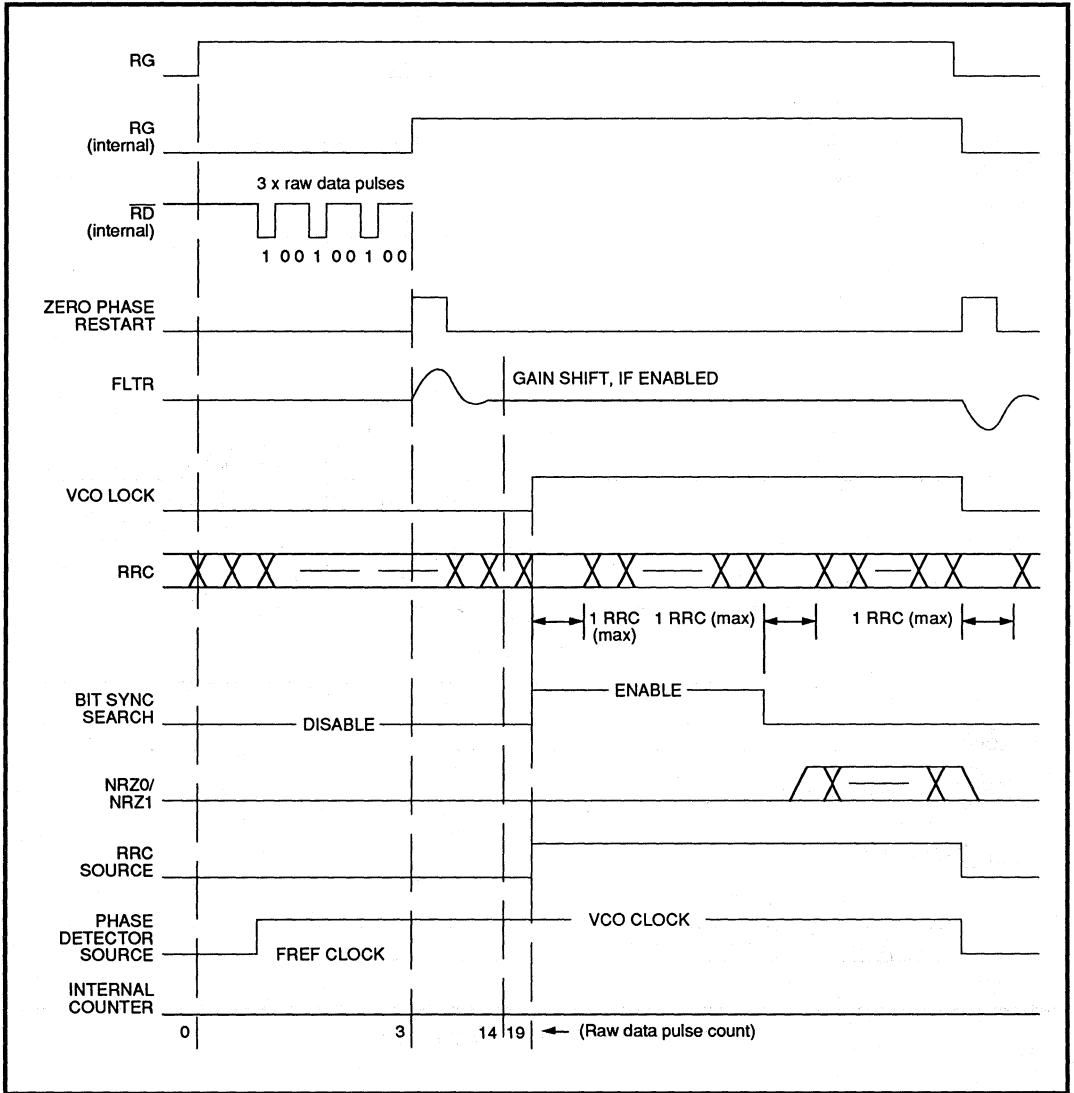 RG
RG
(internal)
3 x raw data pulses
RD
(internal)
1 0 0 1 0 0 1 0 0
ZERO PHASE
RESTART
FLTR
GAIN SHIFT, IF ENABLED
VCO LOCK
RRC
1 RRC
(max)
1 RRC (max)
1 RRC (max)
BIT SYNC
SEARCH
DISABLE
ENABLE
NRZ0/
NRZ1
RRC
SOURCE
PHASE
DETECTOR
SOURCE
FREF CLOCK
VCO CLOCK
INTERNAL
COUNTER
0
3
14
19
(Raw data pulse count)